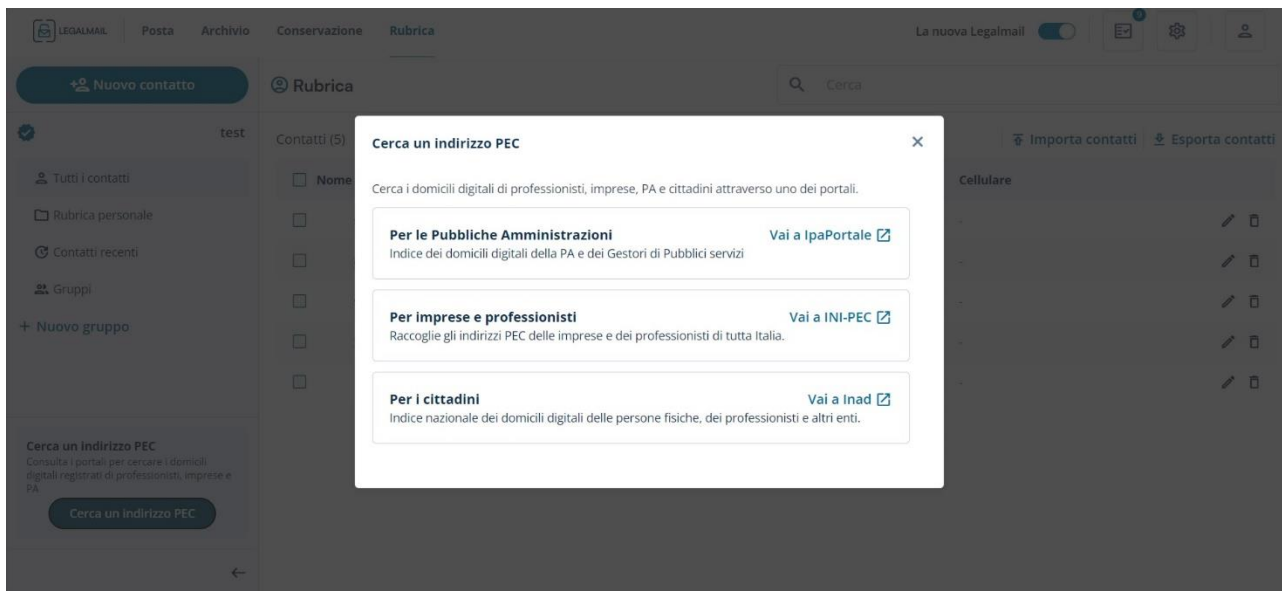 LEGALMAIL Posta Archivio Conservazione Rubrica La nuova Legalmail 9
Nuovo contatto Rubrica Cerca
test Contatti (5) Importa contatti Esporta contatti
Cerca un indirizzo PEC
Tutti i contatti Nome Cellulare
Cerca i domicili digitali di professionisti, imprese, PA e cittadini attraverso uno dei portali.
Rubrica personale -
Per le Pubbliche Amministrazioni Vai a IpaPortale
Indice dei domicili digitali della PA e dei Gestori di Pubblici servizi
Contatti recenti -
Gruppi -
Per imprese e professionisti Vai a INI-PEC
+ Nuovo gruppo
Raccoglie gli indirizzi PEC delle imprese e dei professionisti di tutta Italia.
-
-
Per i cittadini Vai a Inad
Indice nazionale dei domicili digitali delle persone fisiche, dei professionisti e altri enti.
Cerca un indirizzo PEC
Consulta i portali per cercare i domicili
digitali registrati di professionisti, imprese e
PA
Cerca un indirizzo PEC